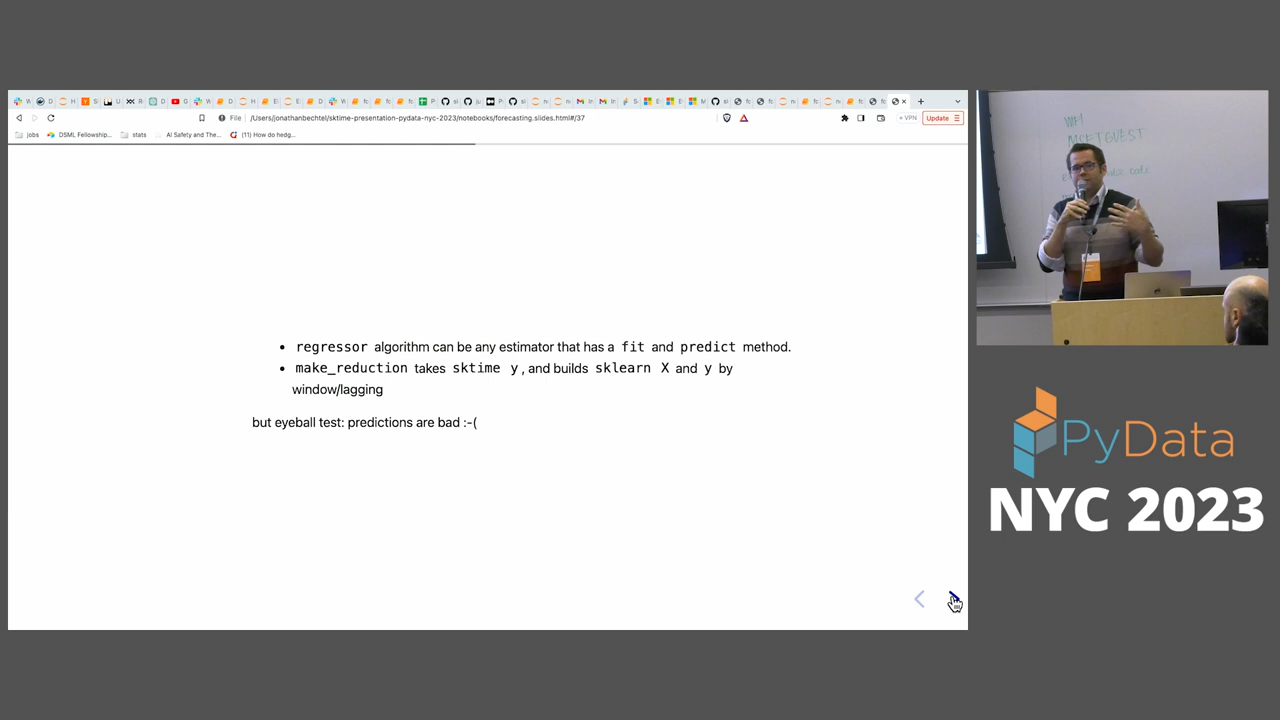 File
/Users/jonathanbechtel/sktime-presentation-pydata-nyc-2023/notebooks/forecasting.slides.html#/37
VPN
Update
jobs
DSML Fellowship...
stats
AI Safety and The...
(11) How do hedg...
WiFi
MSFTGUEST
code
• regressor algorithm can be any estimator that has a fit and predict method.
• make_reduction takes sktime y, and builds sklearn X and y by
window/lagging
but eyeball test: predictions are bad :-(
PyData
NYC 2023